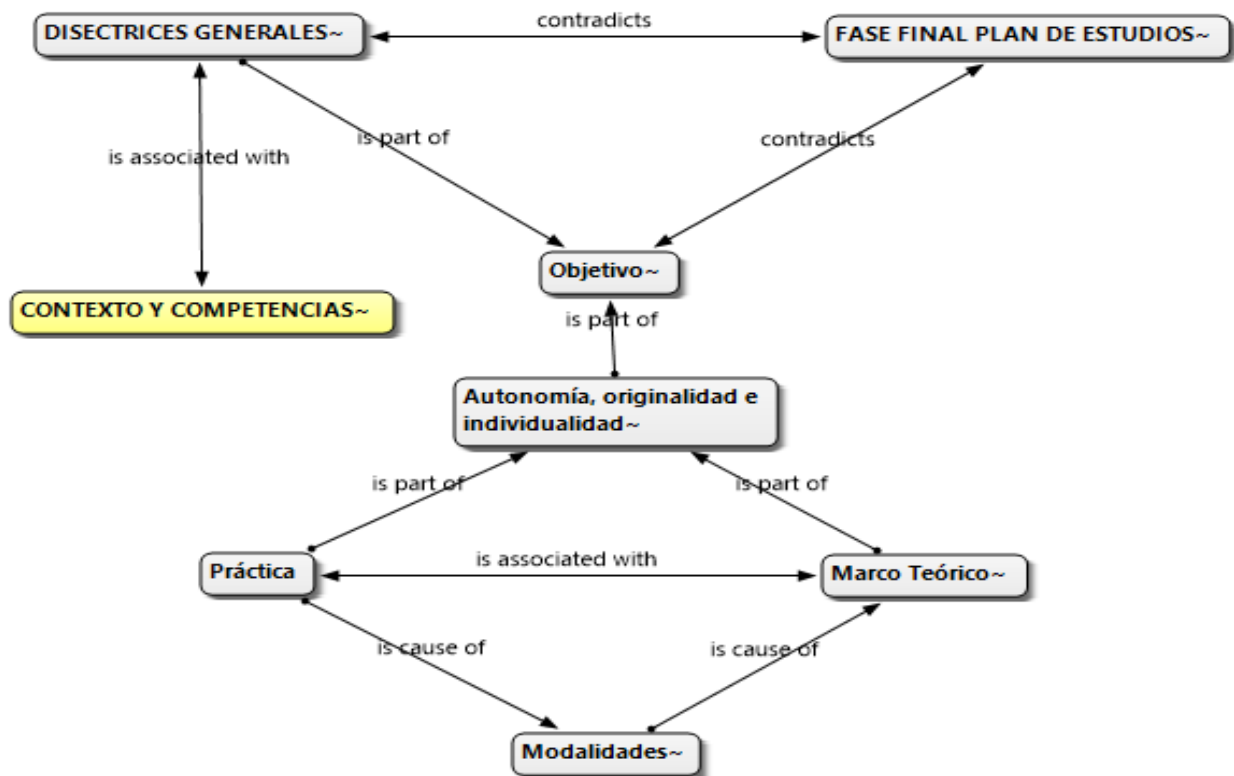 contradicts
DISECTRICES GENERALES~
FASE FINAL PLAN DE ESTUDIOS~
is part of
contradicts
is associated with
Objetivo~
CONTEXTO Y COMPETENCIAS~
is part of
Autonomía, originalidad e
individualidad~
is part of
is part of
is associated with
Práctica
Marco Teórico~
is cause of
is cause of
Modalidades~